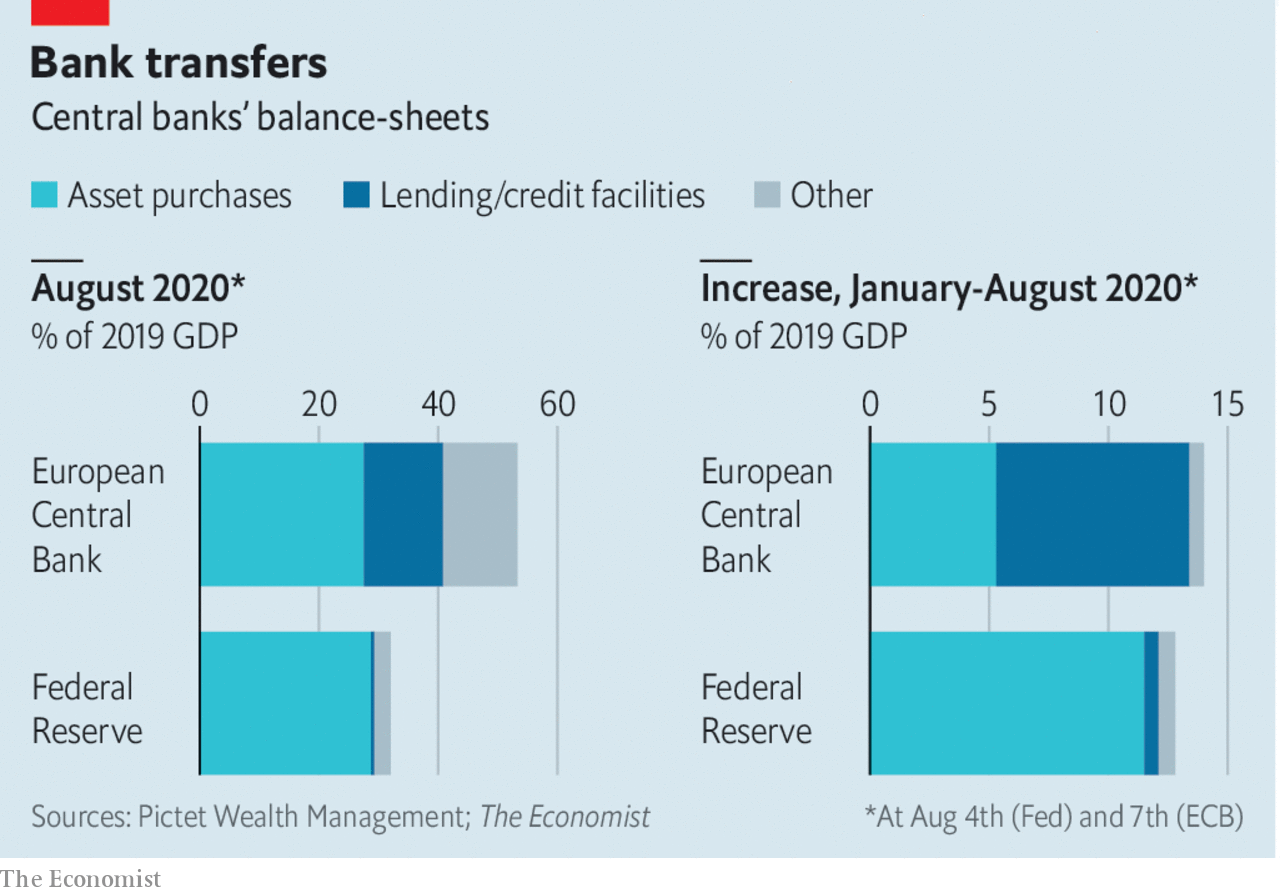 Bank transfers
Central banks’ balance-sheets
Asset purchases
Lending/credit facilities
Other
August 2020*
% of 2019 GDP
0 20 40 60
European
Central
Bank
Federal
Reserve
Increase, January-August 2020*
% of 2019 GDP
0 5 10 15
European
Central
Bank
Federal
Reserve
Sources: Pictet Wealth Management; The Economist
*At Aug 4th (Fed) and 7th (ECB)
The Economist